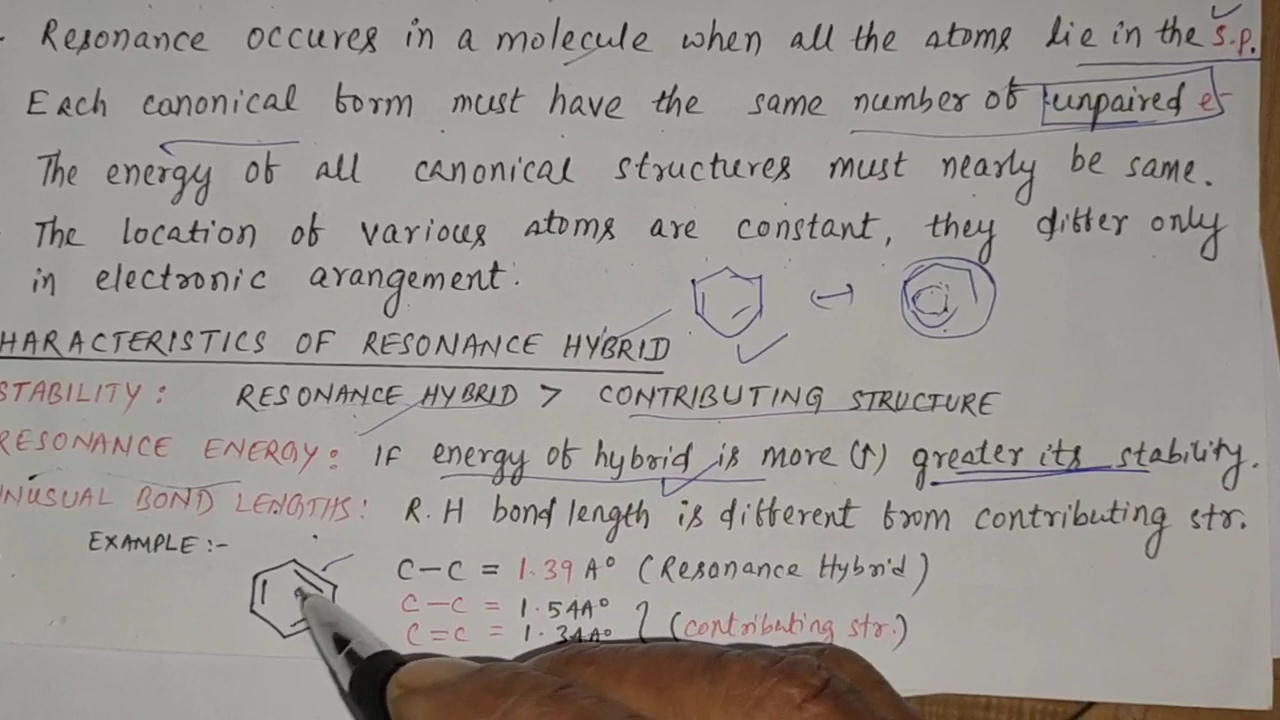 Resonance occures in a molecule when all the atoms lie in the S.P.
Each canonical form must have the same number of unpaired e-
The energy of all canonical structures must nearly be same.
The location of various atoms are constant, they differ only
in electronic arangement.
HARACTERISTICS OF RESONANCE HYBRID
STABILITY: RESONANCE HYBRID > CONTRIBUTING STRUCTURE
RESONANCE ENERGY: IF energy of hybrid is more (↑) greater its stability.
UNUSUAL BOND LENGTHS: R.H bond length is different from contributing str.
EXAMPLE:-
C-C = 1.39 A° (Resonance Hybrid)
C-C = 1.54A°
C=C = 1.34A° } (contributing str.)